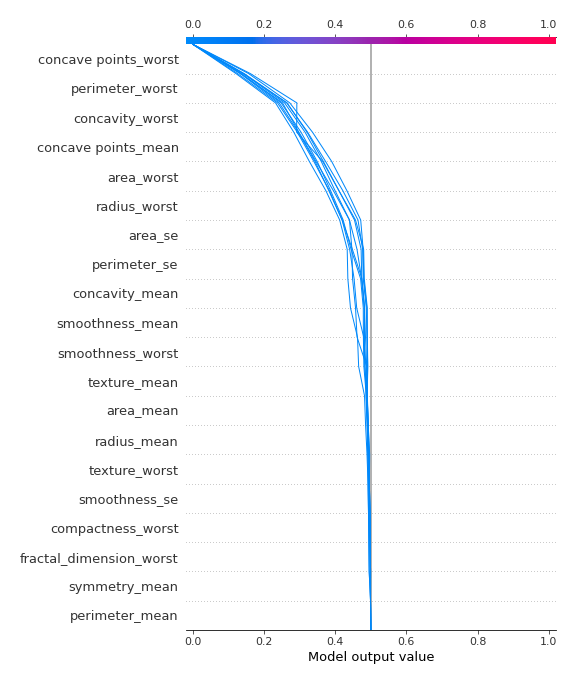 0.0 0.2 0.4 0.6 0.8 1.0
concave points_worst
perimeter_worst
concavity_worst
concave points_mean
area_worst
radius_worst
area_se
perimeter_se
concavity_mean
smoothness_mean
smoothness_worst
texture_mean
area_mean
radius_mean
texture_worst
smoothness_se
compactness_worst
fractal_dimension_worst
symmetry_mean
perimeter_mean
0.0 0.2 0.4 0.6 0.8 1.0
Model output value